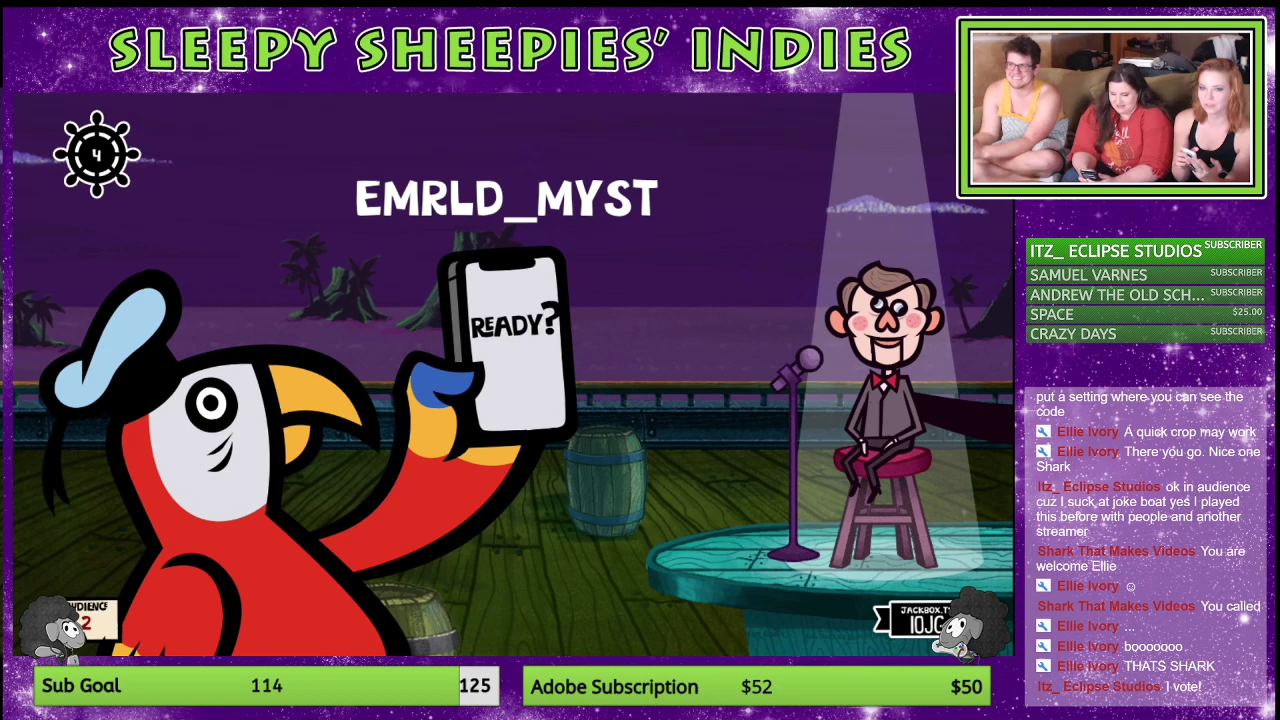 SLEEPY SHEEPIES' INDIES
4
EMRLD_MYST
READY?
2
JACKBOX.TV
ITZ_ ECLIPSE STUDIOS SUBSCRIBER
SAMUEL VARNES SUBSCRIBER
ANDREW THE OLD SCH... SUBSCRIBER
SPACE $25.00
CRAZY DAYS SUBSCRIBER
put a setting where you can see the
code
Ellie Ivory A quick crop may work
Ellie Ivory There you go. Nice one
Shark
Itz_ Eclipse Studios ok in audience
cuz I suck at joke boat yes I played
this before with people and another
streamer
Shark That Makes Videos You are
welcome Ellie
Ellie Ivory ☺
Shark That Makes Videos You called
Ellie Ivory ...
Ellie Ivory booooooo
Ellie Ivory THATS SHARK
Itz_ Eclipse Studios I vote!
Sub Goal 114 125
Adobe Subscription $52 $50